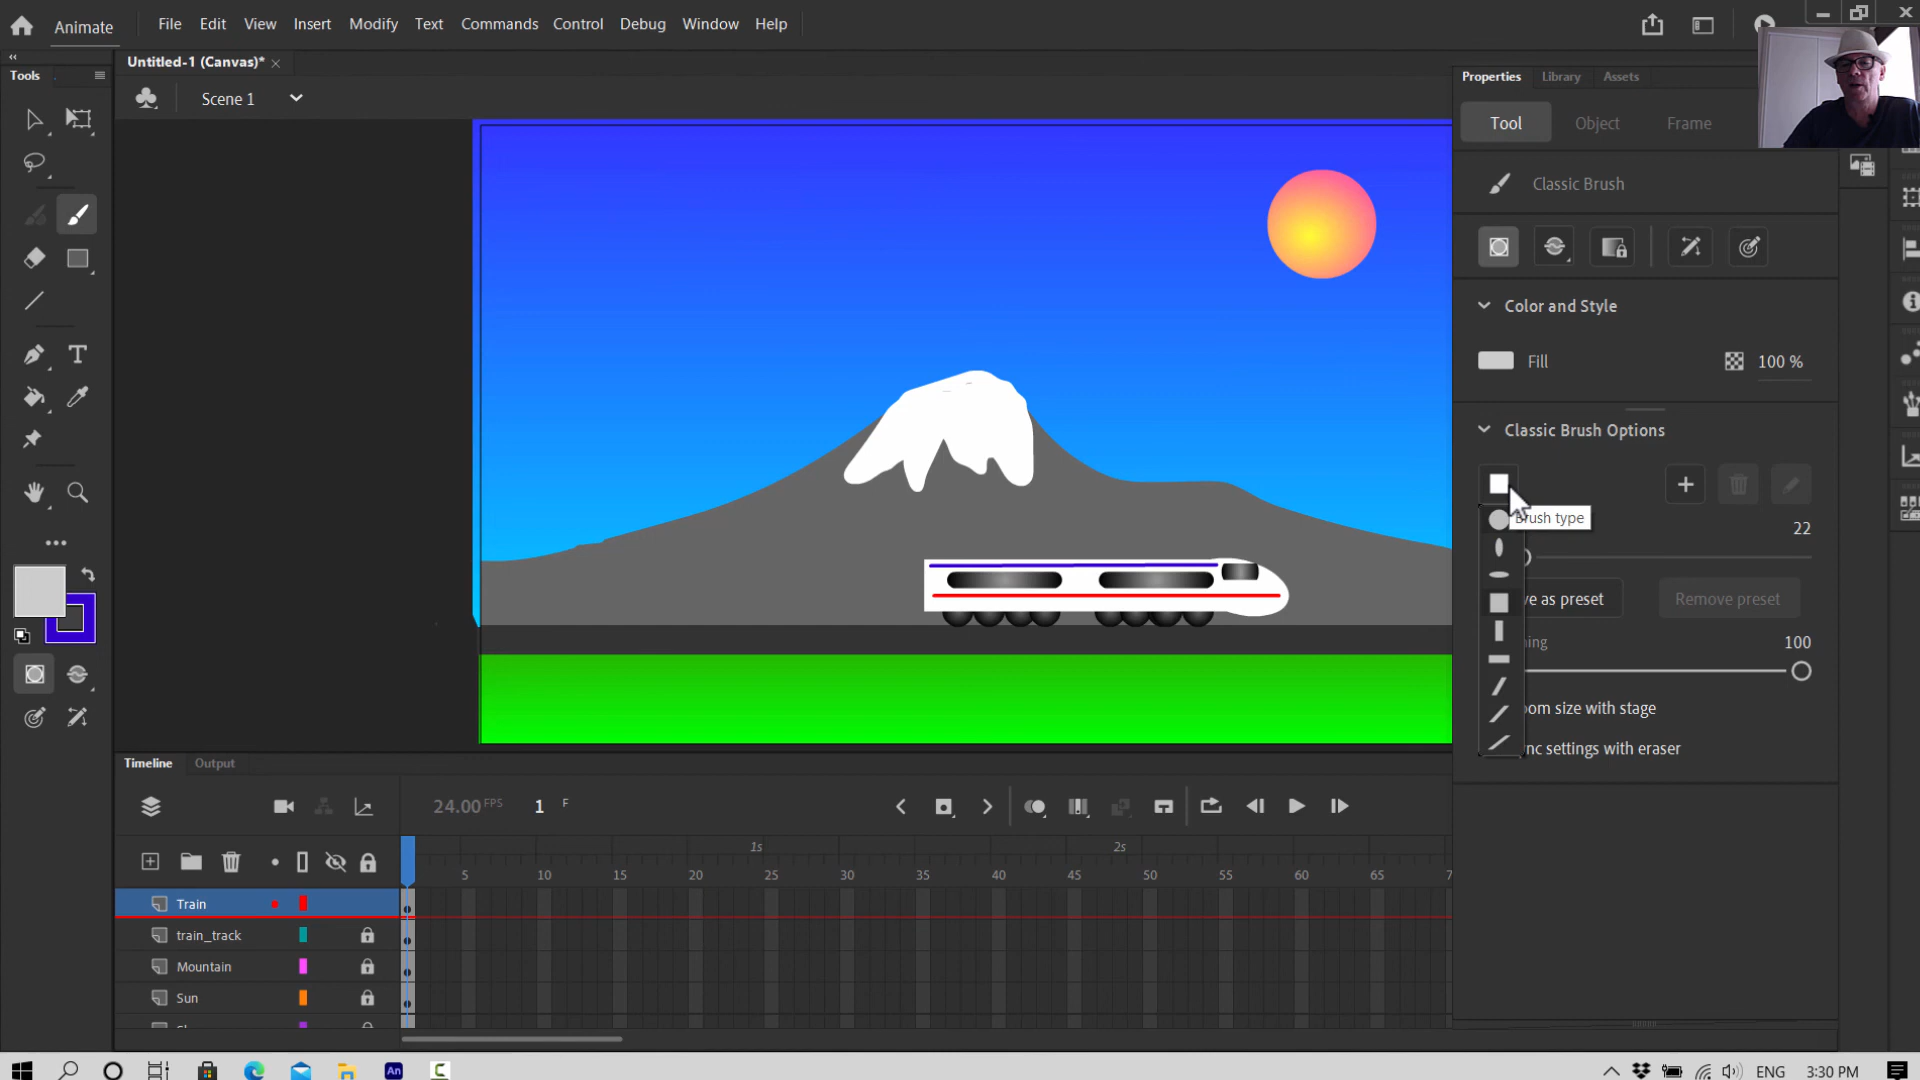 Animate
File Edit View Insert Modify Text Commands Control Debug Window Help
Tools
Untitled-1 (Canvas)*
Scene 1
Properties Library Assets
Tool Object Frame
Classic Brush
Color and Style
Fill 100 %
Classic Brush Options
Brush type
22
e as preset Remove preset
100
om size with stage
nc settings with eraser
Timeline Output
24.00 FPS 1 F
1s 2s
5 10 15 20 25 30 35 40 45 50 55 60 65 7
Train
train_track
Mountain
Sun
An
C
ENG 3:30 PM